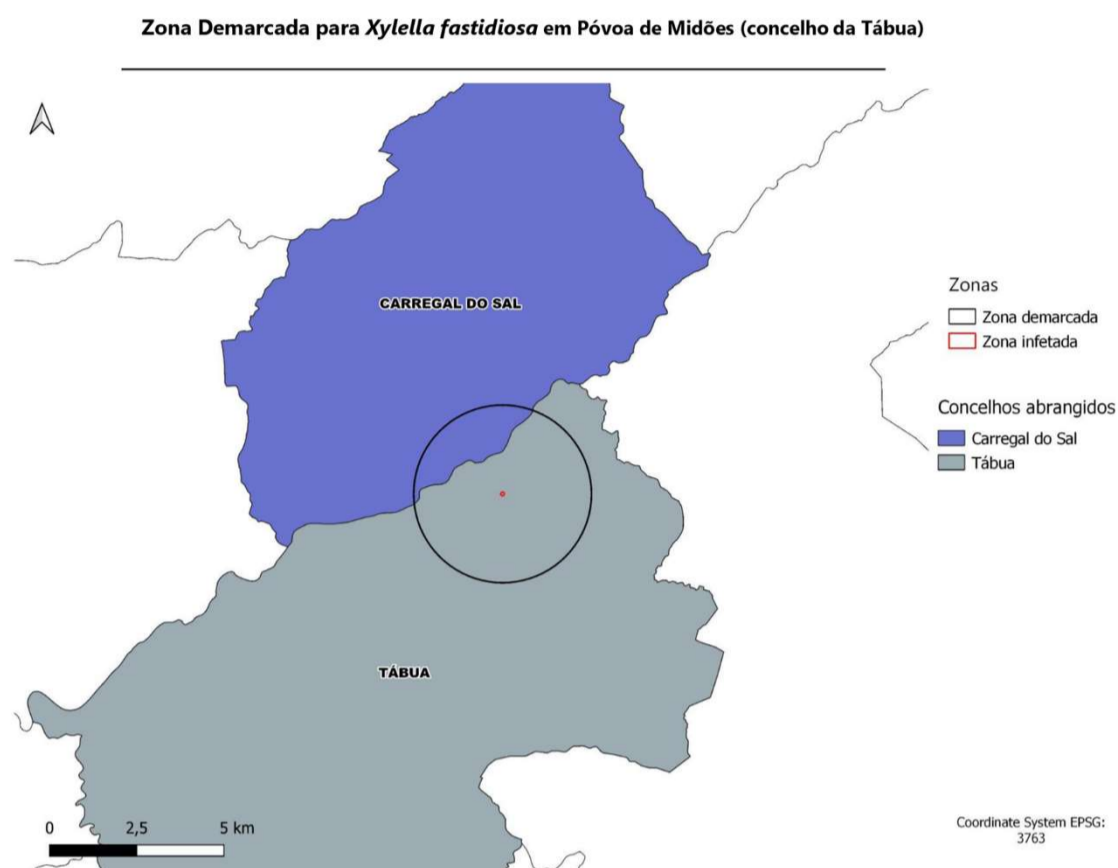 Zona Demarcada para Xylella fastidiosa em Póvoa de Midões (concelho da Tábua)
CARREGAL DO SAL
Zonas
Zona demarcada
Zona infetada
Concelhos abrangidos
Carregal do Sal
Tábua
TÁBUA
0 2,5 5 km
Coordinate System EPSG:
3763